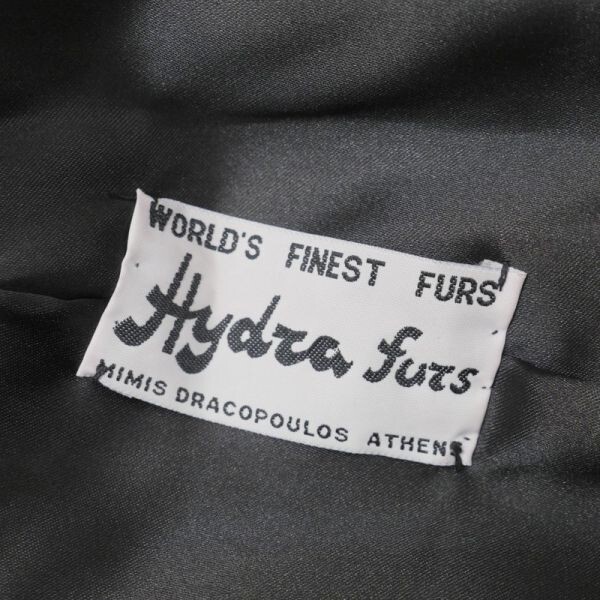 WORLD'S FINEST FURS
Hydra furs
MIMIS DRACOPOULOS ATHENS